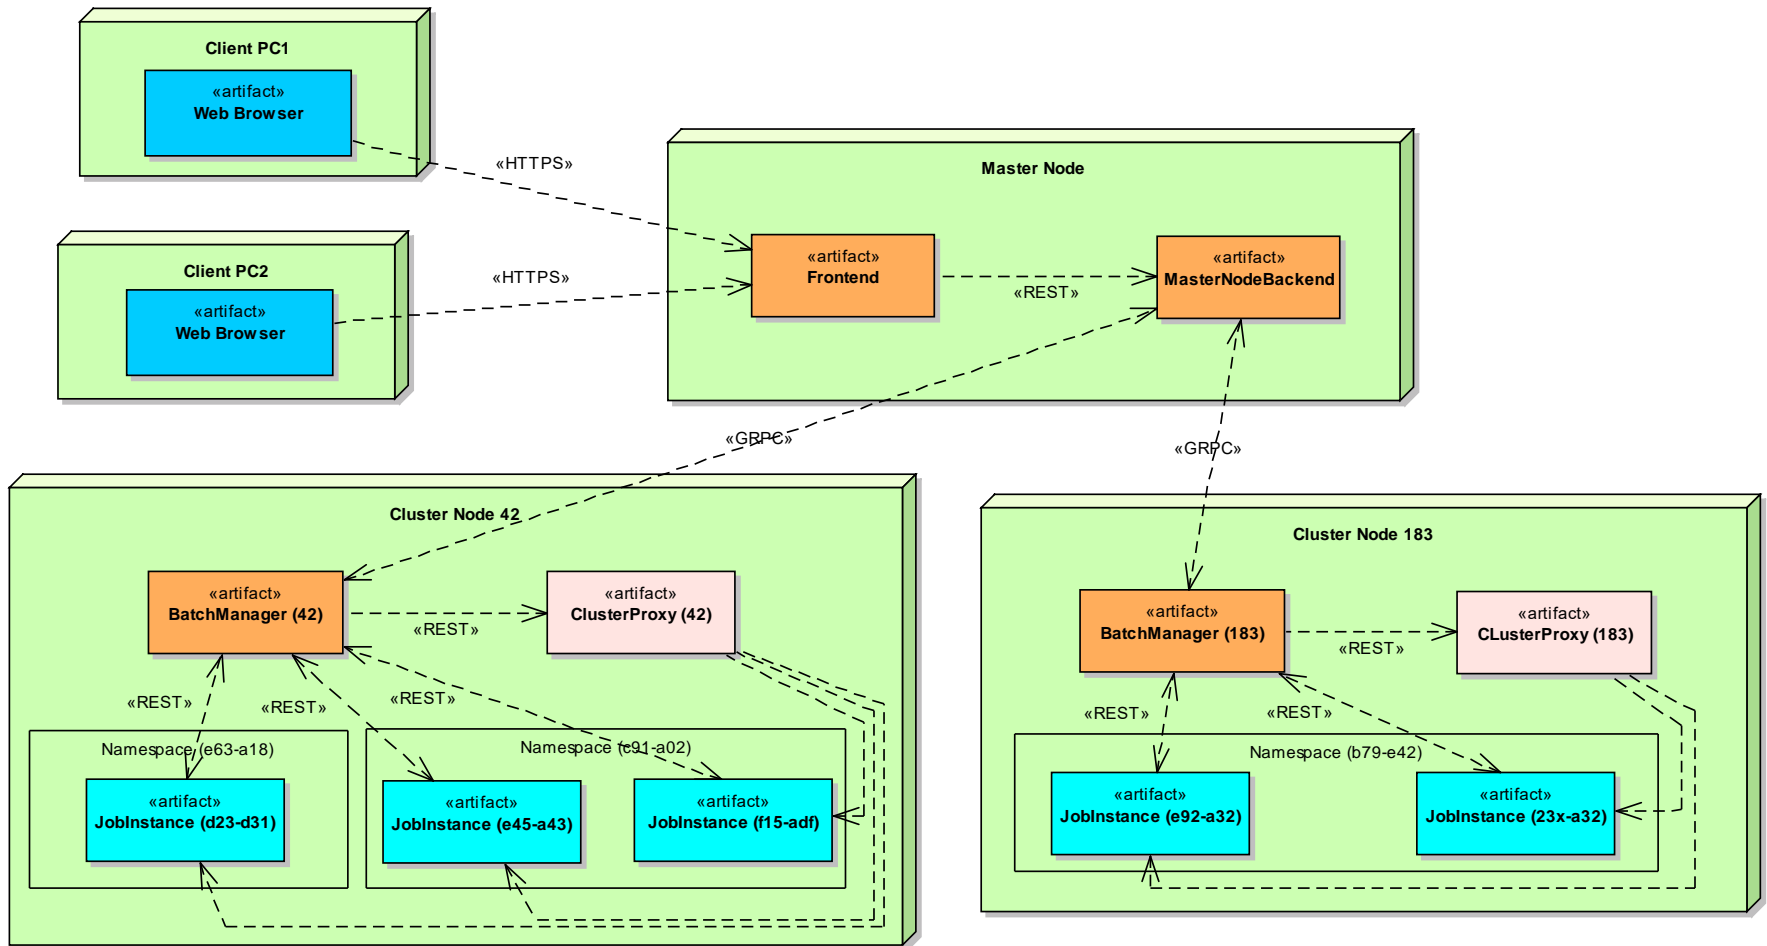 Client PC1
«artifact»
Web Browser
«HTTPS»
Client PC2
«artifact»
Web Browser
«HTTPS»
Master Node
«artifact»
Frontend
«REST»
«artifact»
MasterNodeBackend
«GRPC»
«GRPC»
Cluster Node 42
«artifact»
BatchManager (42)
«REST»
«artifact»
ClusterProxy (42)
«REST»
«REST»
«REST»
Namespace (e63-a18)
«artifact»
JobInstance (d23-d31)
Namespace (c91-a02)
«artifact»
JobInstance (e45-a43)
«artifact»
JobInstance (f15-adf)
Cluster Node 183
«artifact»
BatchManager (183)
«REST»
«artifact»
CLusterProxy (183)
«REST»
«REST»
Namespace (b79-e42)
«artifact»
JobInstance (e92-a32)
«artifact»
JobInstance (23x-a32)